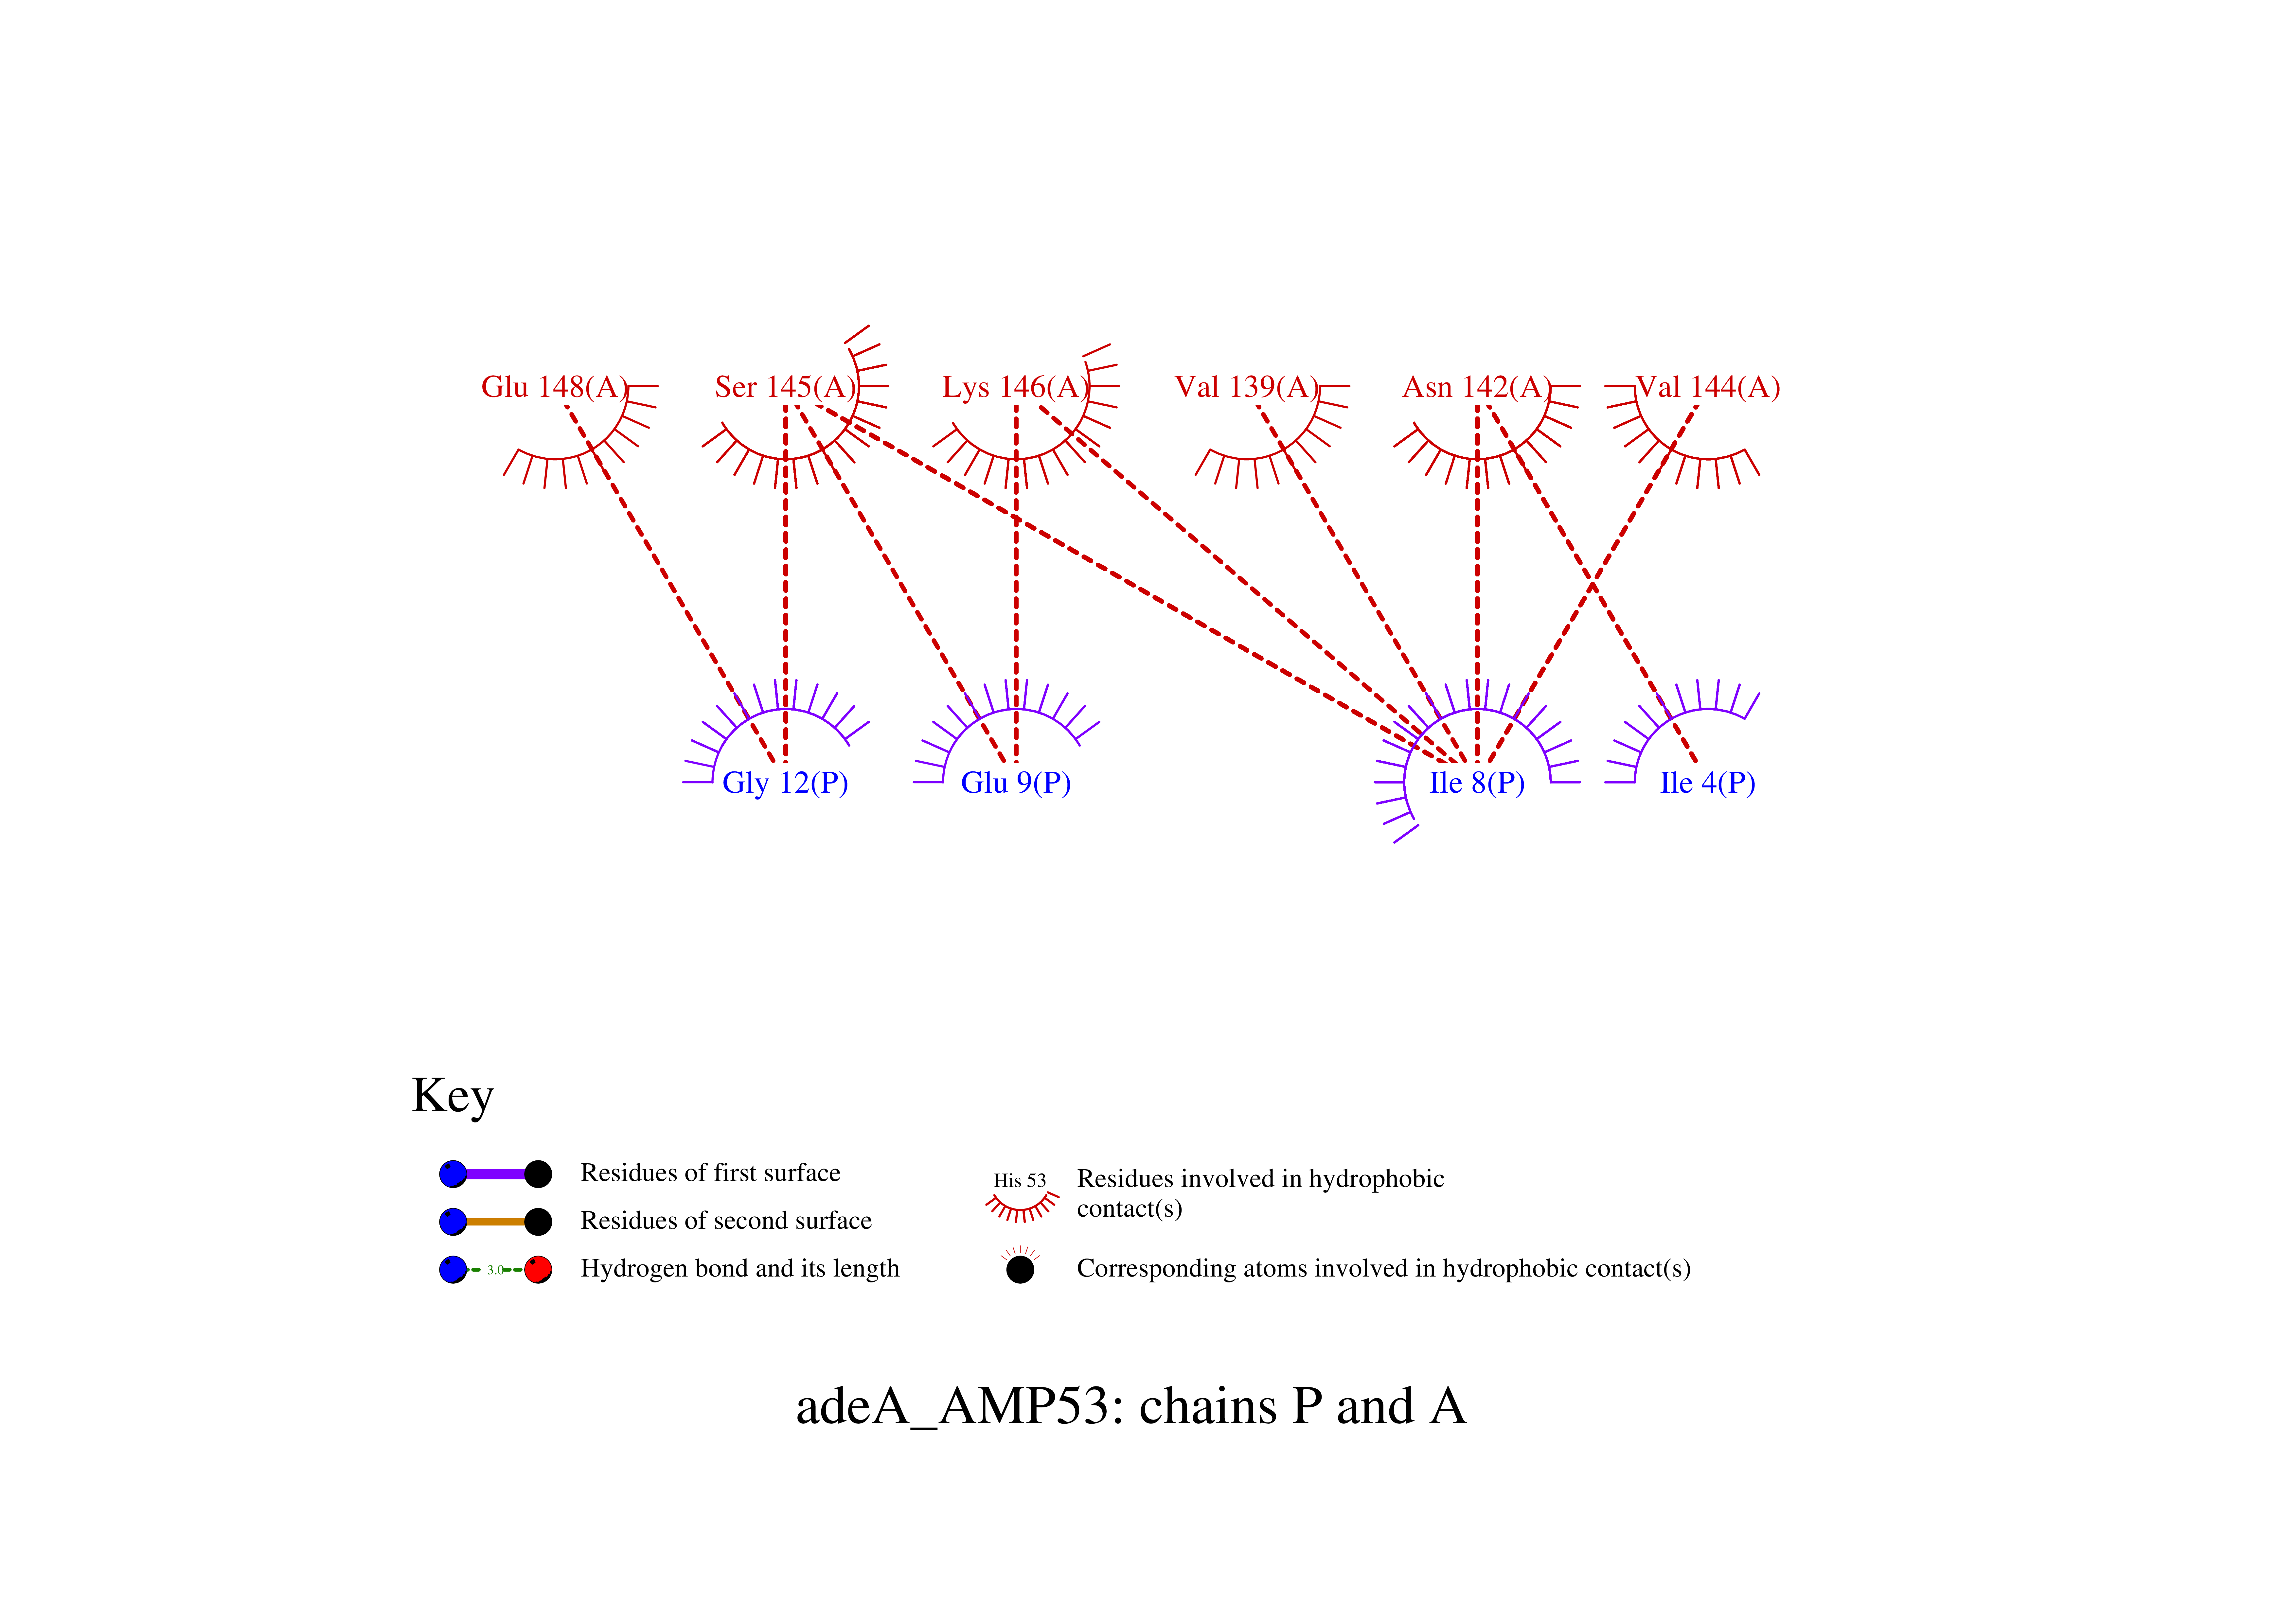 Glu 148(A) Ser 145(A) Lys 146(A) Val 139(A) Asn 142(A) Val 144(A)
Gly 12(P) Glu 9(P) Ile 8(P) Ile 4(P)
Key
Residues of first surface
Residues of second surface
3.0 Hydrogen bond and its length
His 53 Residues involved in hydrophobic
contact(s)
Corresponding atoms involved in hydrophobic contact(s)
adeA_AMP53: chains P and A